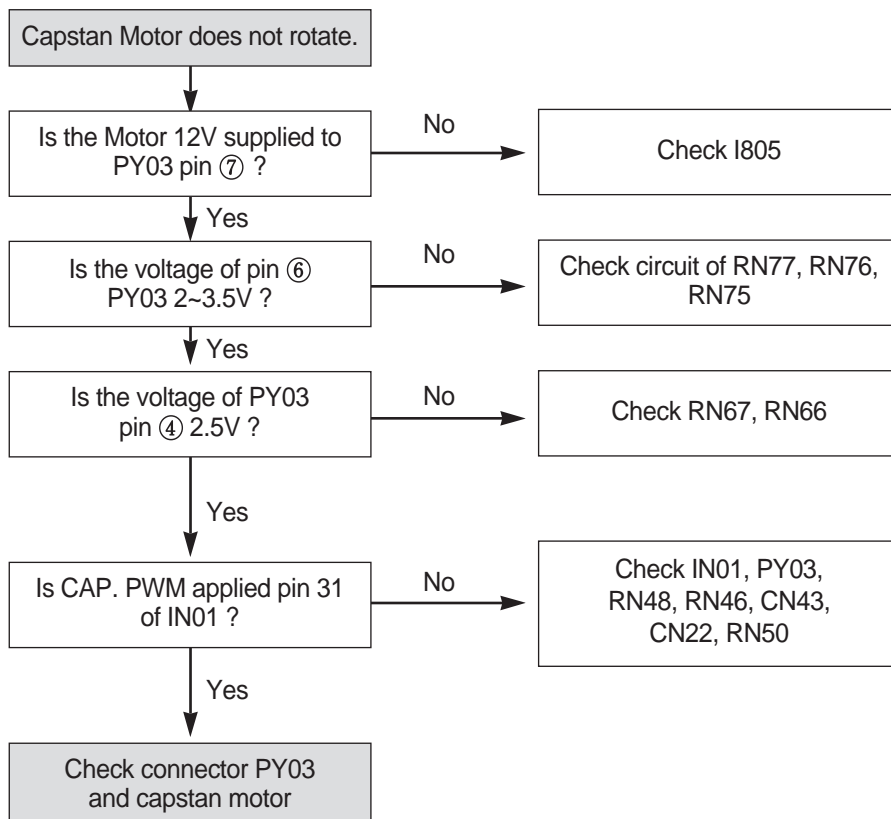 Capstan Motor does not rotate.
Is the Motor 12V supplied to
PY03 pin ⑦ ?
No
Check I805
Yes
Is the voltage of pin ⑥
PY03 2~3.5V ?
No
Check circuit of RN77, RN76,
RN75
Yes
Is the voltage of PY03
pin ④ 2.5V ?
No
Check RN67, RN66
Yes
Is CAP. PWM applied pin 31
of IN01 ?
No
Check IN01, PY03,
RN48, RN46, CN43,
CN22, RN50
Yes
Check connector PY03
and capstan motor